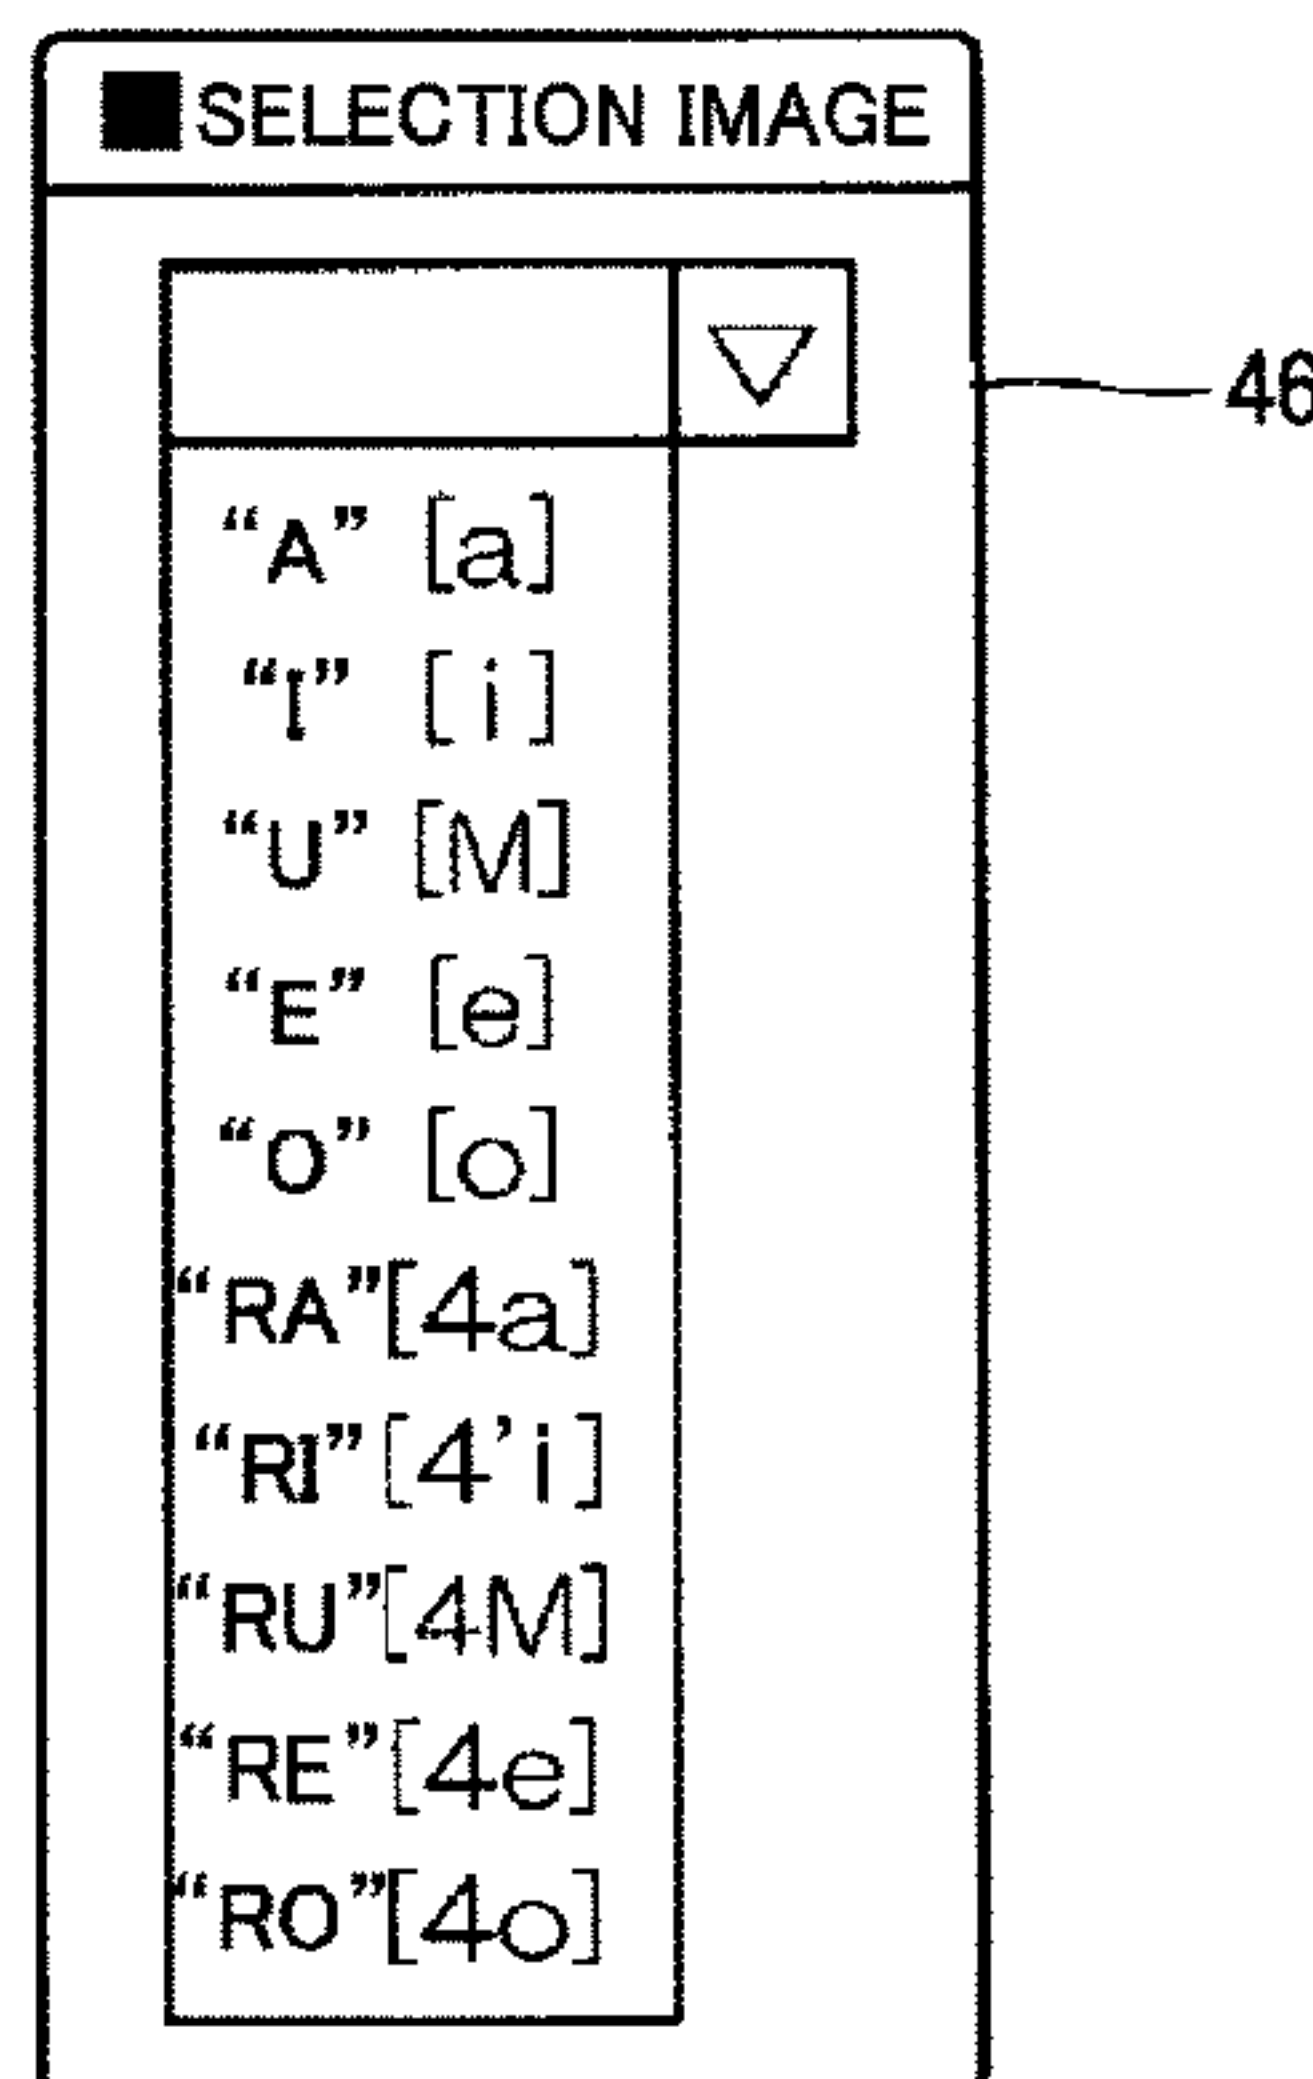 ■SELECTION IMAGE
46
“A” [a]
“I” [i]
“U” [M]
“E” [e]
“O” [o]
“RA” [4a]
“RI” [4’i]
“RU” [4M]
“RE” [4e]
“RO” [4o]